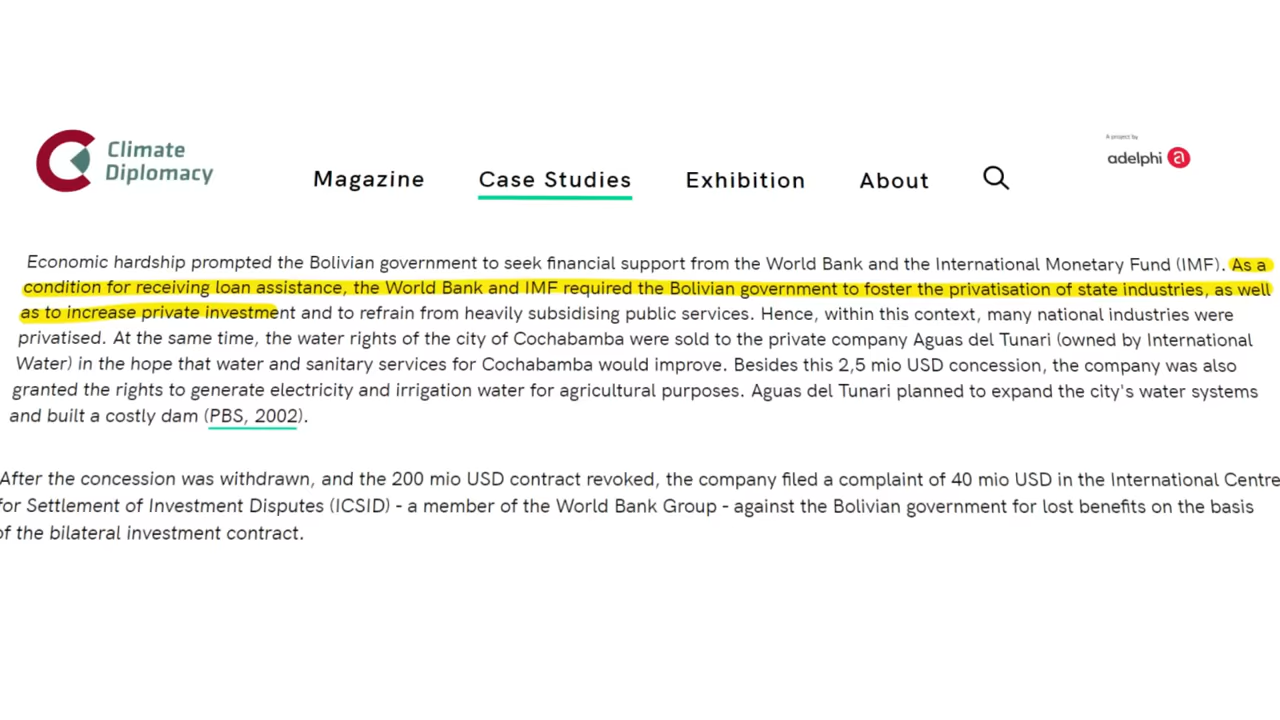 Climate
Diplomacy
Magazine
Case Studies
Exhibition
About
A project by
adelphi a
Economic hardship prompted the Bolivian government to seek financial support from the World Bank and the International Monetary Fund (IMF). As a
condition for receiving loan assistance, the World Bank and IMF required the Bolivian government to foster the privatisation of state industries, as well
as to increase private investment and to refrain from heavily subsidising public services. Hence, within this context, many national industries were
privatised. At the same time, the water rights of the city of Cochabamba were sold to the private company Aguas del Tunari (owned by International
Water) in the hope that water and sanitary services for Cochabamba would improve. Besides this 2,5 mio USD concession, the company was also
granted the rights to generate electricity and irrigation water for agricultural purposes. Aguas del Tunari planned to expand the city's water systems
and built a costly dam (PBS, 2002).
After the concession was withdrawn, and the 200 mio USD contract revoked, the company filed a complaint of 40 mio USD in the International Centre
for Settlement of Investment Disputes (ICSID) - a member of the World Bank Group - against the Bolivian government for lost benefits on the basis
of the bilateral investment contract.